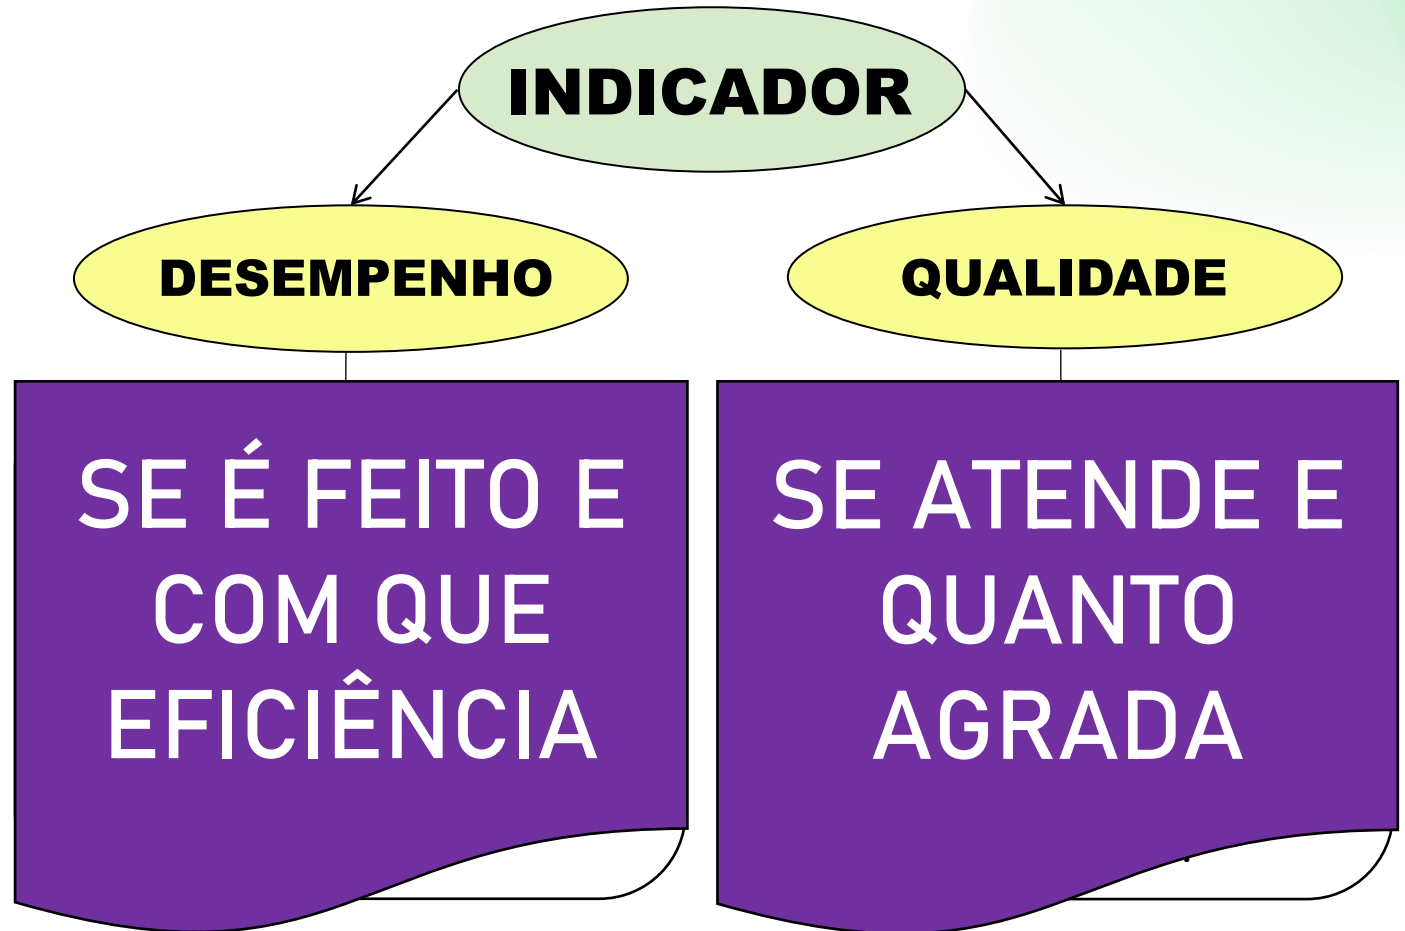 INDICADOR
DESEMPENHO
QUALIDADE
SE É FEITO E
COM QUE
EFICIÊNCIA
SE ATENDE E
QUANTO
AGRADA